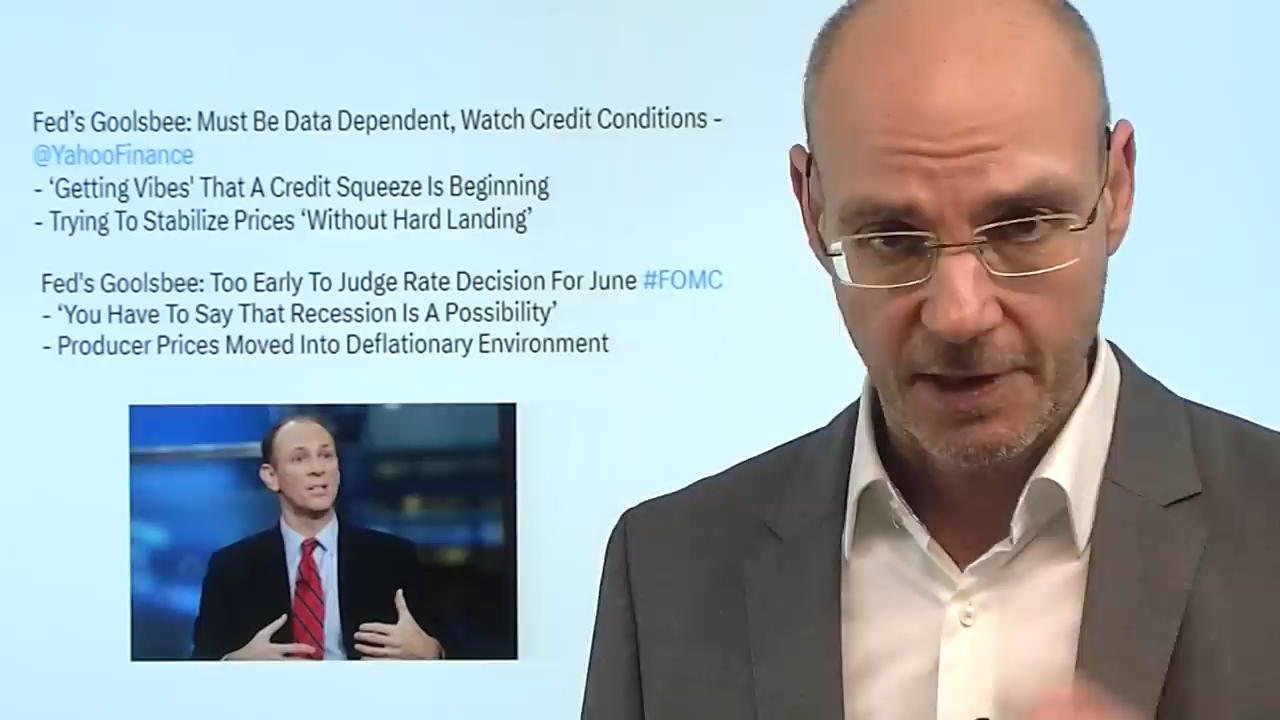 Fed’s Goolsbee: Must Be Data Dependent, Watch Credit Conditions -
@YahooFinance
- ‘Getting Vibes' That A Credit Squeeze Is Beginning
- Trying To Stabilize Prices ‘Without Hard Landing’
Fed's Goolsbee: Too Early To Judge Rate Decision For June #FOMC
- ‘You Have To Say That Recession Is A Possibility’
- Producer Prices Moved Into Deflationary Environment